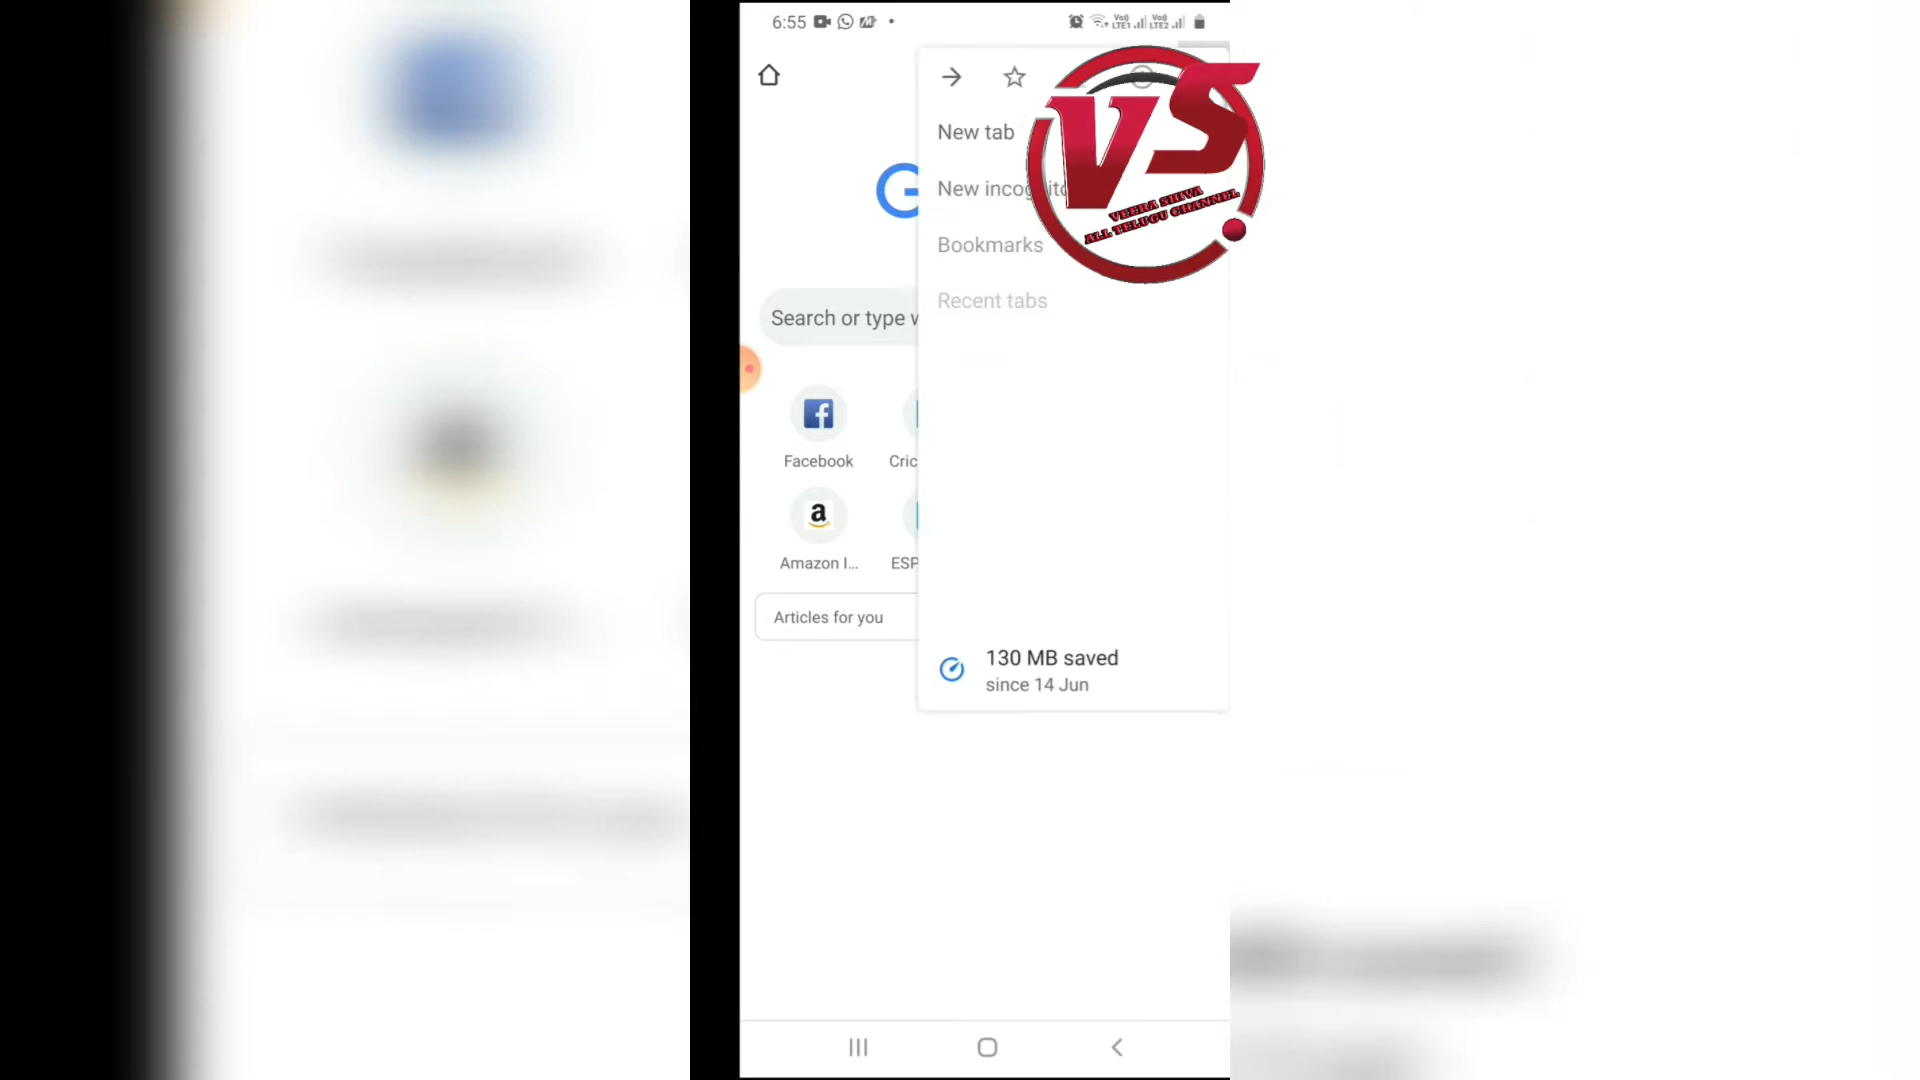 6:55
New tab
New incognito
Bookmarks
Recent tabs
VS
VEERA SHIVA
ALL TELUGU CHANNEL
G
Search or type w
Facebook
Cric
a
Amazon I...
ESP
Articles for you
130 MB saved
since 14 Jun